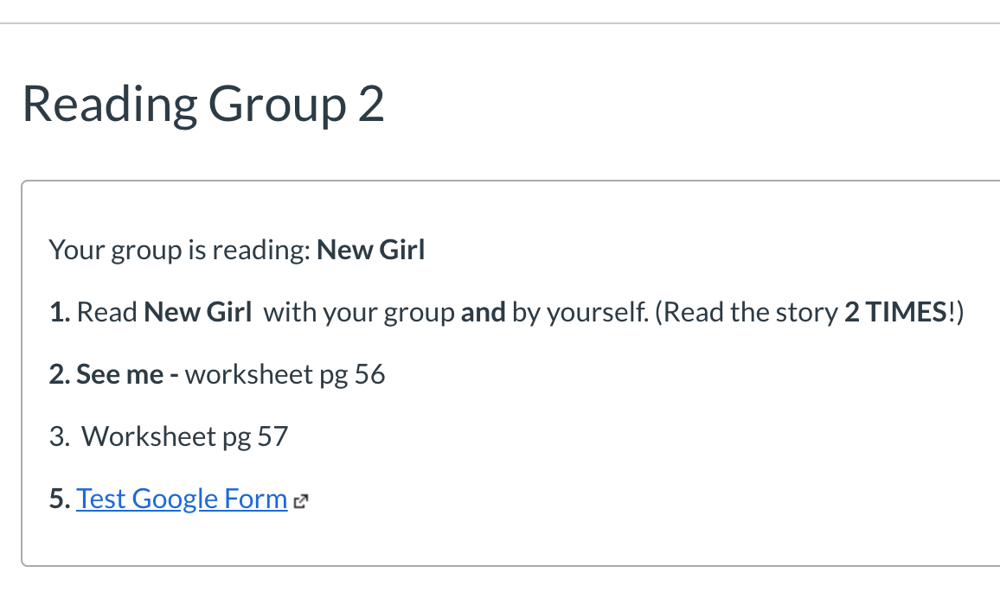 Reading Group 2
Your group is reading: New Girl
1. Read New Girl  with your group and by yourself. (Read the story 2 TIMES!)
2. See me - worksheet pg 56
3.  Worksheet pg 57
5. Test Google Form